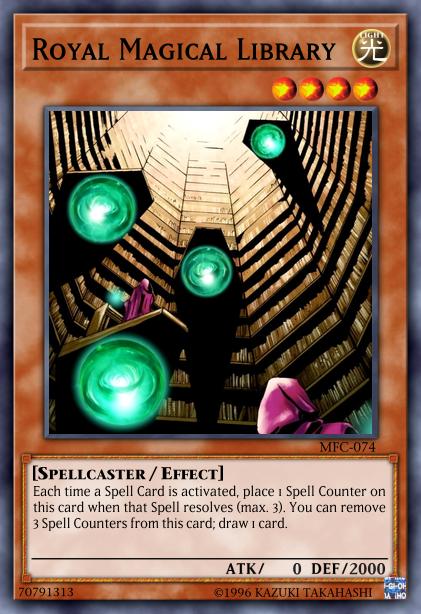 ROYAL MAGICAL LIBRARY
LIGHT
光
MFC-074
[SPELLCASTER / EFFECT]
Each time a Spell Card is activated, place 1 Spell Counter on
this card when that Spell resolves (max. 3). You can remove
3 Spell Counters from this card; draw 1 card.
ATK/ 0 DEF/2000
70791313
©1996 KAZUKI TAKAHASHI